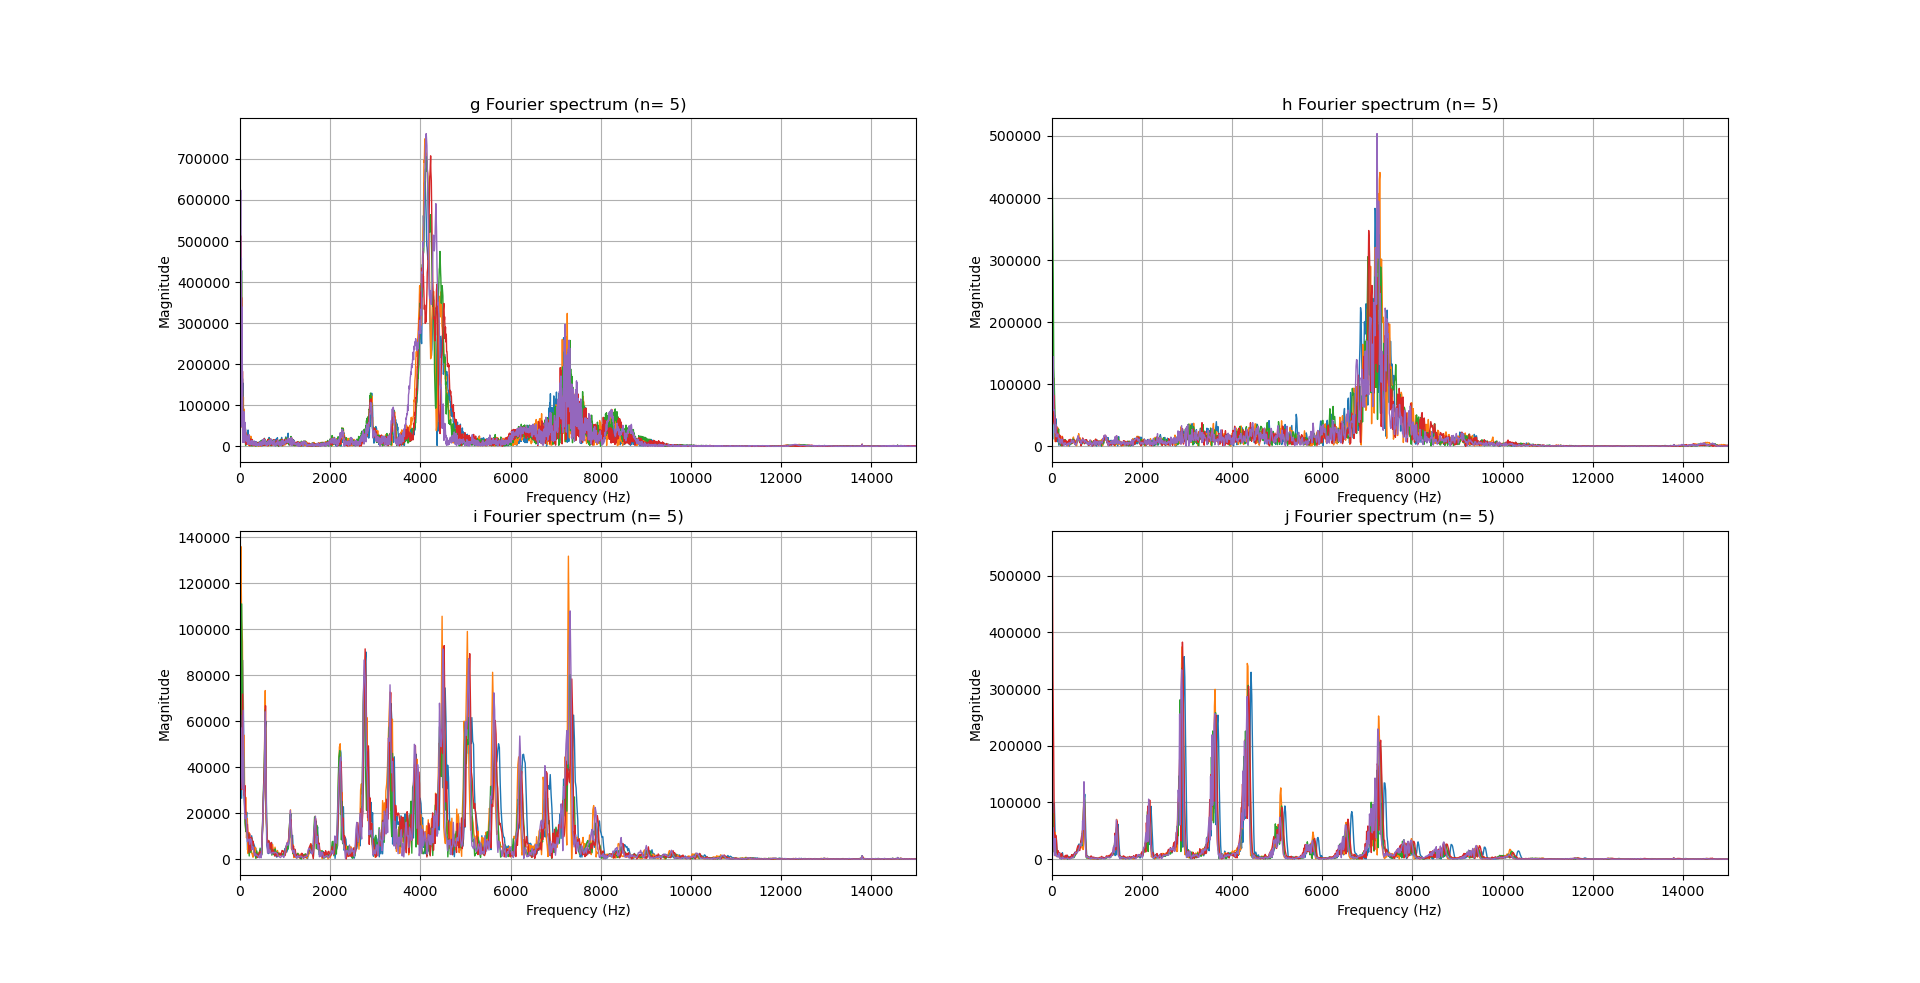 g Fourier spectrum (n= 5)
Magnitude
700000
600000
500000
400000
300000
200000
100000
0
0 2000 4000 6000 8000 10000 12000 14000
Frequency (Hz)
h Fourier spectrum (n= 5)
Magnitude
500000
400000
300000
200000
100000
0
0 2000 4000 6000 8000 10000 12000 14000
Frequency (Hz)
i Fourier spectrum (n= 5)
Magnitude
140000
120000
100000
80000
60000
40000
20000
0
0 2000 4000 6000 8000 10000 12000 14000
Frequency (Hz)
j Fourier spectrum (n= 5)
Magnitude
500000
400000
300000
200000
100000
0
0 2000 4000 6000 8000 10000 12000 14000
Frequency (Hz)